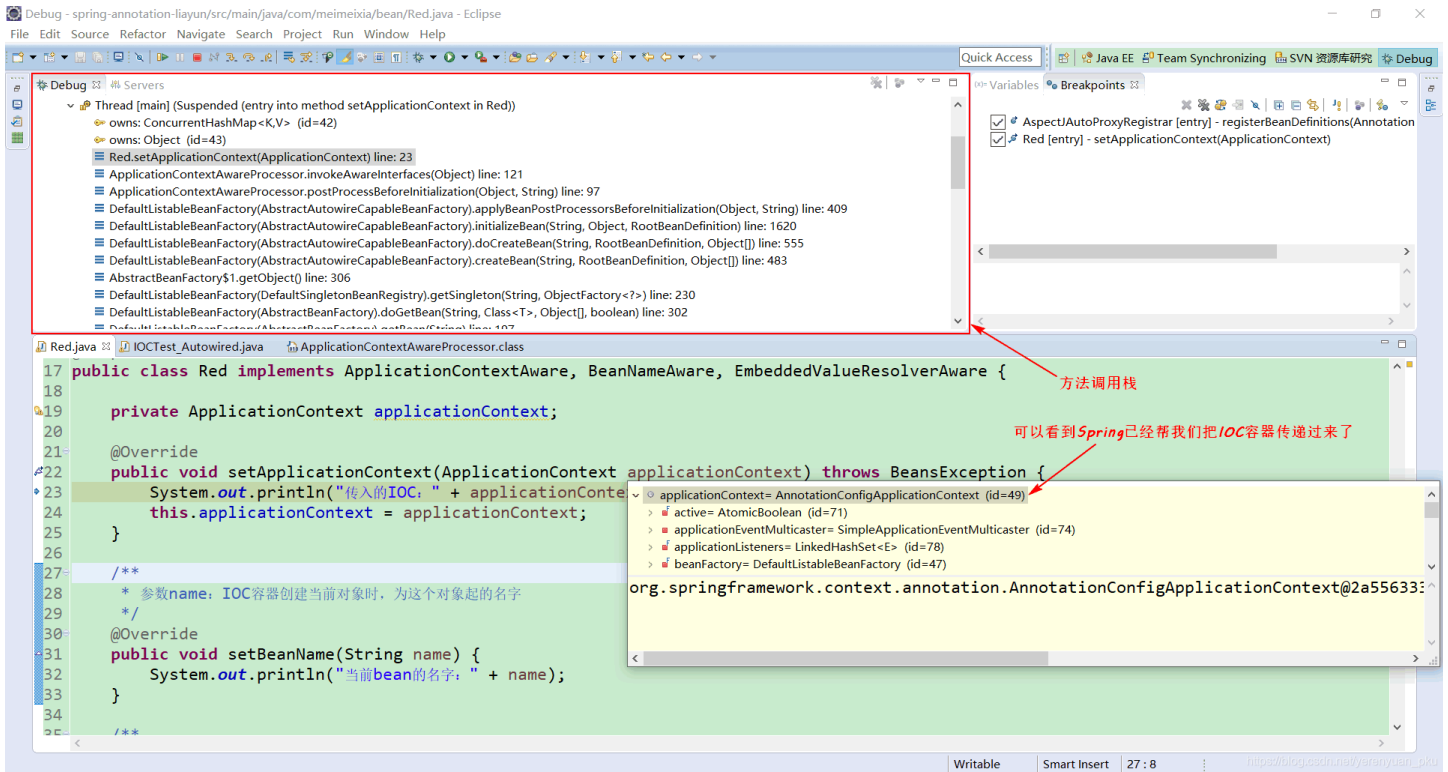 Debug - spring-annotation-liayun/src/main/java/com/meimeixia/bean/Red.java - Eclipse
File Edit Source Refactor Navigate Search Project Run Window Help
Quick Access Java EE Team Synchronizing SVN 资源库研究 Debug
Debug Servers
Variables Breakpoints
Thread [main] (Suspended (entry into method setApplicationContext in Red))
owns: ConcurrentHashMap<K,V> (id=42)
owns: Object (id=43)
Red.setApplicationContext(ApplicationContext) line: 23
ApplicationContextAwareProcessor.invokeAwareInterfaces(Object) line: 121
ApplicationContextAwareProcessor.postProcessBeforeInitialization(Object, String) line: 97
DefaultListableBeanFactory(AbstractAutowireCapableBeanFactory).applyBeanPostProcessorsBeforeInitialization(Object, String) line: 409
DefaultListableBeanFactory(AbstractAutowireCapableBeanFactory).initializeBean(String, Object, RootBeanDefinition) line: 1620
DefaultListableBeanFactory(AbstractAutowireCapableBeanFactory).doCreateBean(String, RootBeanDefinition, Object[]) line: 555
DefaultListableBeanFactory(AbstractAutowireCapableBeanFactory).createBean(String, RootBeanDefinition, Object[]) line: 483
AbstractBeanFactory$1.getObject() line: 306
DefaultListableBeanFactory(DefaultSingletonBeanRegistry).getSingleton(String, ObjectFactory<?>) line: 230
DefaultListableBeanFactory(AbstractBeanFactory).doGetBean(String, Class<T>, Object[], boolean) line: 302
DefaultListableBeanFactory(AbstractBeanFactory).getBean(String) line: 197
AspectJAutoProxyRegistrar [entry] - registerBeanDefinitions(Annotation
Red [entry] - setApplicationContext(ApplicationContext)
Red.java IOCTest_Autowired.java ApplicationContextAwareProcessor.class
方法调用栈
可以看到Spring已经帮我们把IOC容器传递过来了
17 public class Red implements ApplicationContextAware, BeanNameAware, EmbeddedValueResolverAware {
18
19 private ApplicationContext applicationContext;
20
21 @Override
22 public void setApplicationContext(ApplicationContext applicationContext) throws BeansException {
23 System.out.println("传入的IOC：" + applicationConte
24 this.applicationContext = applicationContext;
25 }
26
27 /**
28 * 参数name：IOC容器创建当前对象时，为这个对象起的名字
29 */
30 @Override
31 public void setBeanName(String name) {
32 System.out.println("当前bean的名字：" + name);
33 }
34
35 /**
applicationContext= AnnotationConfigApplicationContext (id=49)
active= AtomicBoolean (id=71)
applicationEventMulticaster= SimpleApplicationEventMulticaster (id=74)
applicationListeners= LinkedHashSet<E> (id=78)
beanFactory= DefaultListableBeanFactory (id=47)
org.springframework.context.annotation.AnnotationConfigApplicationContext@2a556333
Writable Smart Insert 27 : 8
https://blog.csdn.net/yerenyuan_pku